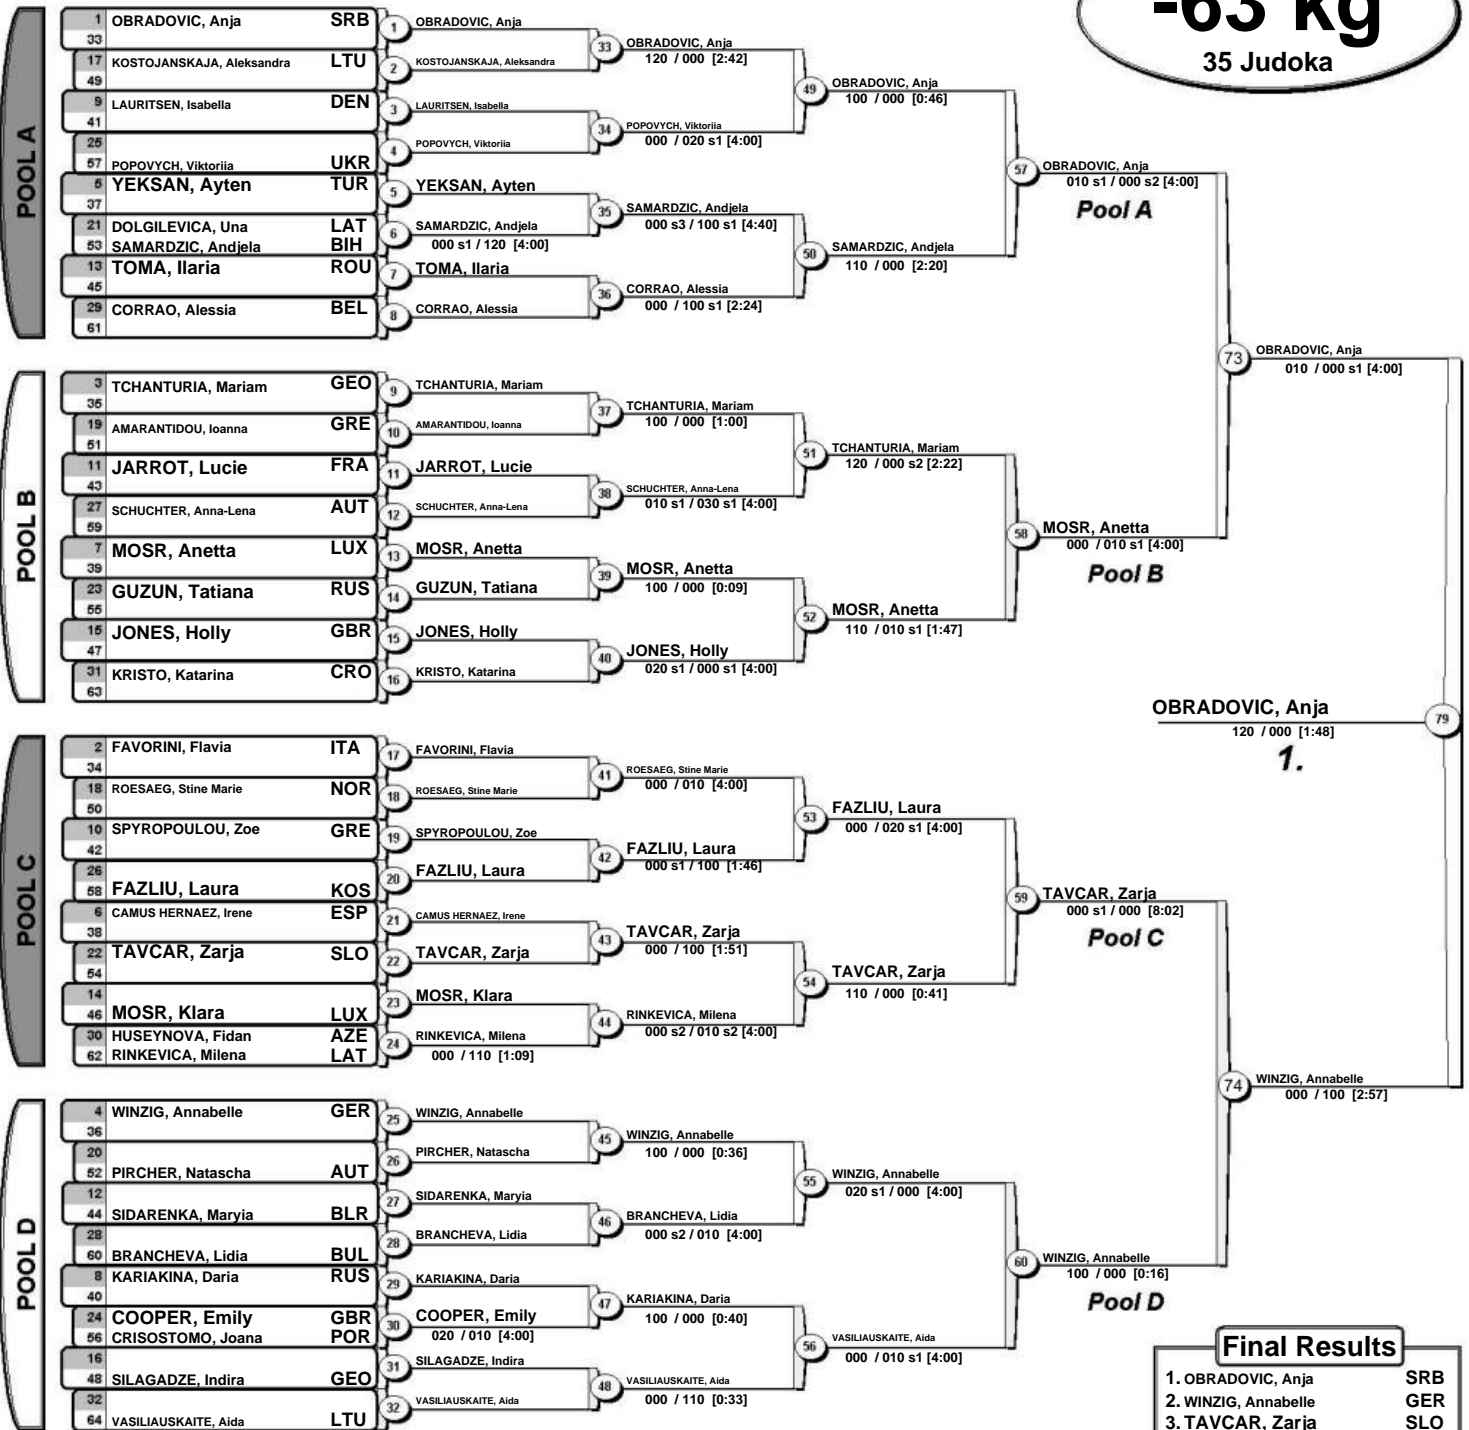 -63 kg
35 Judoka
POOL A
1 OBRADOVIC, Anja SRB
33
17 KOSTOJANSKAJA, Aleksandra LTU
49
9 LAURITSEN, Isabella DEN
41
25
57 POPOVYCH, Viktoriia UKR
5 YEKSAN, Ayten TUR
37
21 DOLGILEVICA, Una LAT
53 SAMARDZIC, Andjela BIH
13 TOMA, Ilaria ROU
45
29 CORRAO, Alessia BEL
61
1 OBRADOVIC, Anja
2 KOSTOJANSKAJA, Aleksandra
3 LAURITSEN, Isabella
4 POPOVYCH, Viktoriia
5 YEKSAN, Ayten
6 SAMARDZIC, Andjela
000 s1 / 120 [4:00]
7 TOMA, Ilaria
8 CORRAO, Alessia
33 OBRADOVIC, Anja
120 / 000 [2:42]
34 POPOVYCH, Viktoriia
000 / 020 s1 [4:00]
35 SAMARDZIC, Andjela
000 s3 / 100 s1 [4:40]
36 CORRAO, Alessia
000 / 100 s1 [2:24]
49 OBRADOVIC, Anja
100 / 000 [0:46]
50 SAMARDZIC, Andjela
110 / 000 [2:20]
57 OBRADOVIC, Anja
010 s1 / 000 s2 [4:00]
Pool A
POOL B
3 TCHANTURIA, Mariam GEO
35
19 AMARANTIDOU, Ioanna GRE
51
11 JARROT, Lucie FRA
43
27 SCHUCHTER, Anna-Lena AUT
59
7 MOSR, Anetta LUX
39
23 GUZUN, Tatiana RUS
55
15 JONES, Holly GBR
47
31 KRISTO, Katarina CRO
63
9 TCHANTURIA, Mariam
10 AMARANTIDOU, Ioanna
11 JARROT, Lucie
12 SCHUCHTER, Anna-Lena
13 MOSR, Anetta
14 GUZUN, Tatiana
15 JONES, Holly
16 KRISTO, Katarina
37 TCHANTURIA, Mariam
100 / 000 [1:00]
38 SCHUCHTER, Anna-Lena
010 s1 / 030 s1 [4:00]
39 MOSR, Anetta
100 / 000 [0:09]
40 JONES, Holly
020 s1 / 000 s1 [4:00]
51 TCHANTURIA, Mariam
120 / 000 s2 [2:22]
52 MOSR, Anetta
110 / 010 s1 [1:47]
58 MOSR, Anetta
000 / 010 s1 [4:00]
Pool B
73 OBRADOVIC, Anja
010 / 000 s1 [4:00]
OBRADOVIC, Anja 79
120 / 000 [1:48]
1.
POOL C
2 FAVORINI, Flavia ITA
34
18 ROESAEG, Stine Marie NOR
50
10 SPYROPOULOU, Zoe GRE
42
26
58 FAZLIU, Laura KOS
6 CAMUS HERNAEZ, Irene ESP
38
22 TAVCAR, Zarja SLO
54
14
46 MOSR, Klara LUX
30 HUSEYNOVA, Fidan AZE
62 RINKEVICA, Milena LAT
17 FAVORINI, Flavia
18 ROESAEG, Stine Marie
19 SPYROPOULOU, Zoe
20 FAZLIU, Laura
21 CAMUS HERNAEZ, Irene
22 TAVCAR, Zarja
23 MOSR, Klara
24 RINKEVICA, Milena
000 / 110 [1:09]
41 ROESAEG, Stine Marie
000 / 010 [4:00]
42 FAZLIU, Laura
000 s1 / 100 [1:46]
43 TAVCAR, Zarja
000 / 100 [1:51]
44 RINKEVICA, Milena
000 s2 / 010 s2 [4:00]
53 FAZLIU, Laura
000 / 020 s1 [4:00]
54 TAVCAR, Zarja
110 / 000 [0:41]
59 TAVCAR, Zarja
000 s1 / 000 [8:02]
Pool C
POOL D
4 WINZIG, Annabelle GER
36
20
52 PIRCHER, Natascha AUT
12
44 SIDARENKA, Maryia BLR
28
60 BRANCHEVA, Lidia BUL
8 KARIAKINA, Daria RUS
40
24 COOPER, Emily GBR
56 CRISOSTOMO, Joana POR
16
48 SILAGADZE, Indira GEO
32
64 VASILIAUSKAITE, Aida LTU
25 WINZIG, Annabelle
26 PIRCHER, Natascha
27 SIDARENKA, Maryia
28 BRANCHEVA, Lidia
29 KARIAKINA, Daria
30 COOPER, Emily
020 / 010 [4:00]
31 SILAGADZE, Indira
32 VASILIAUSKAITE, Aida
45 WINZIG, Annabelle
100 / 000 [0:36]
46 BRANCHEVA, Lidia
000 s2 / 010 [4:00]
47 KARIAKINA, Daria
100 / 000 [0:40]
48 VASILIAUSKAITE, Aida
000 / 110 [0:33]
55 WINZIG, Annabelle
020 s1 / 000 [4:00]
56 VASILIAUSKAITE, Aida
000 / 010 s1 [4:00]
60 WINZIG, Annabelle
100 / 000 [0:16]
Pool D
74 WINZIG, Annabelle
000 / 100 [2:57]
Final Results
1. OBRADOVIC, Anja SRB
2. WINZIG, Annabelle GER
3. TAVCAR, Zarja SLO